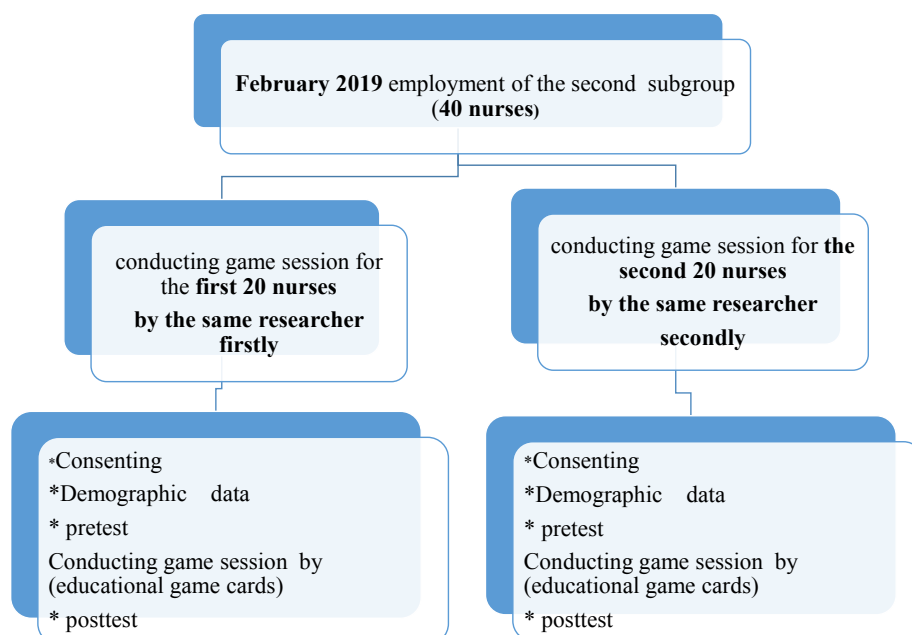 February 2019 employment of the second subgroup
(40 nurses)
conducting game session for
the first 20 nurses
by the same researcher
firstly
conducting game session for the
second 20 nurses
by the same researcher
secondly
*Consenting
*Demographic data
* pretest
Conducting game session by
(educational game cards)
* posttest
*Consenting
*Demographic data
* pretest
Conducting game session by
(educational game cards)
* posttest